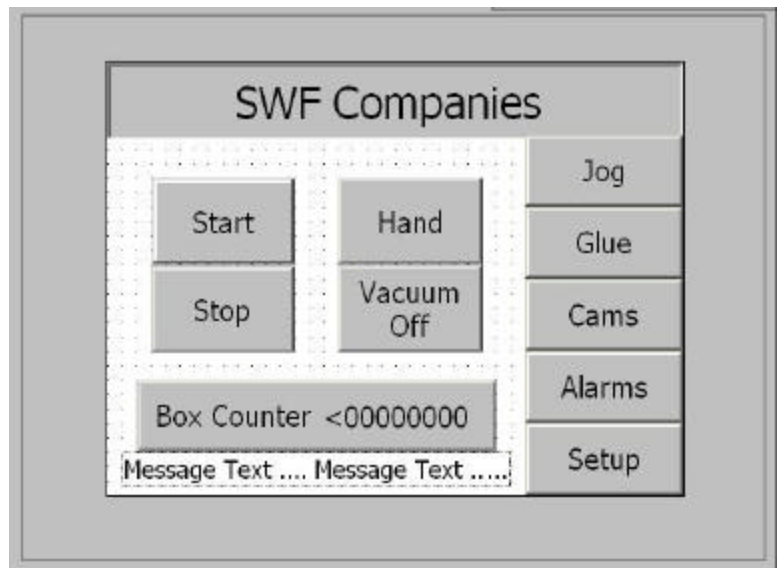 SWF Companies
Jog
Start
Hand
Glue
Stop
Vacuum
Off
Cams
Alarms
Box Counter <00000000
Message Text .... Message Text .....
Setup